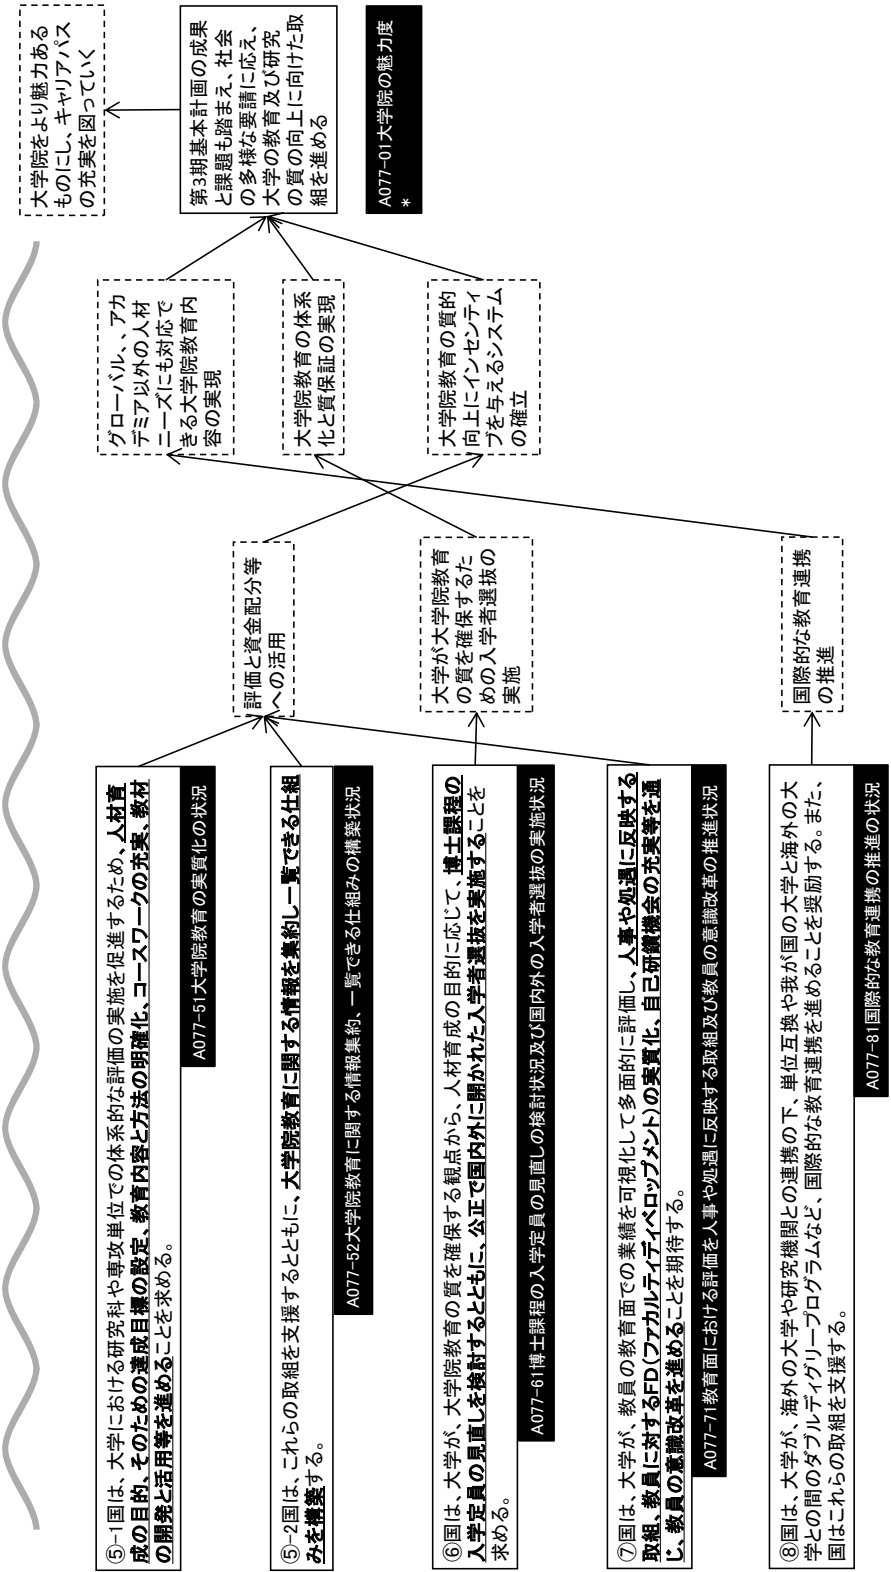 ⑤-1国は、大学における研究科や専攻単位での体系的な評価の実施を促進するため、人材育
成の目的、そのための達成目標の設定、教育内容と方法の明確化、コースワークの充実、教材
の開発と活用等を進めることを求める。
A077-51大学院教育の実質化の状況
⑤-2国は、これらの取組を支援するとともに、大学院教育に関する情報を集約し一覧できる仕組
みを構築する。
A077-52大学院教育に関する情報集約、一覧できる仕組みの構築状況
⑥国は、大学が、大学院教育の質を確保する観点から、人材育成の目的に応じて、博士課程の
入学定員の見直しを検討するとともに、公正で国内外に開かれた入学者選抜を実施することを
求める。
A077-61博士課程の入学定員の見直しの検討状況及び国内外の入学者選抜の実施状況
⑦国は、大学が、教員の教育面での業績を可視化して多面的に評価し、人事や処遇に反映する
取組、教員に対するFD(ファカルティディベロップメント)の実質化、自己研鑽機会の充実等を通
じ、教員の意識改革を進めることを期待する。
A077-71教育面における評価を人事や処遇に反映する取組及び教員の意識改革の推進状況
⑧国は、大学が、海外の大学や研究機関との連携の下、単位互換や我が国の大学と海外の大
学との間のダブルディグリープログラムなど、国際的な教育連携を進めることを奨励する。また、
国はこれらの取組を支援する。
A077-81国際的な教育連携の推進の状況
評価と資金配分等
への活用
大学が大学院教育
の質を確保するた
めの入学者選抜の
実施
国際的な教育連携
の推進
グローバル、、アカ
デミア以外の人材
ニーズにも対応で
きる大学院教育内
容の実現
大学院教育の体系
化と質保証の実現
大学院教育の質的
向上にインセンティ
ブを与えるシステム
の確立
大学院をより魅力ある
ものにし、キャリアパス
の充実を図っていく
第3期基本計画の成果
と課題も踏まえ、社会
の多様な要請に応え、
大学の教育及び研究
の質の向上に向けた取
組を進める
A077-01大学院の魅力度
*